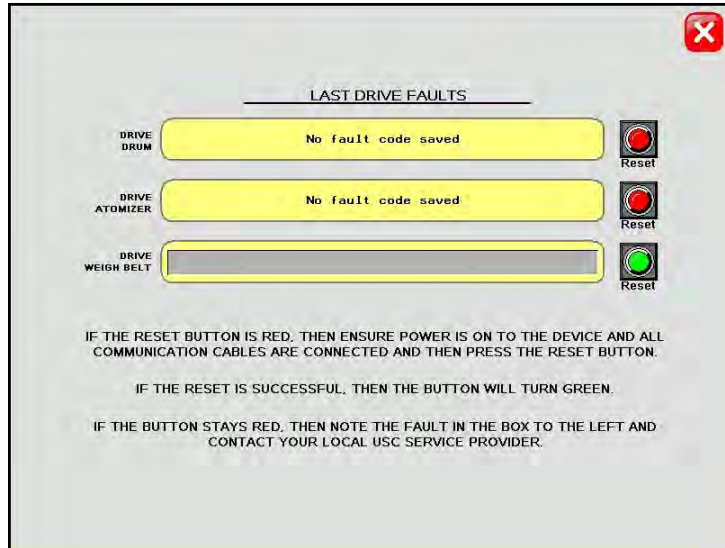 LAST DRIVE FAULTS
DRIVE
DRUM
No fault code saved
Reset
DRIVE
ATOMIZER
No fault code saved
Reset
DRIVE
WEIGH BELT
Reset
IF THE RESET BUTTON IS RED, THEN ENSURE POWER IS ON TO THE DEVICE AND ALL
COMMUNICATION CABLES ARE CONNECTED AND THEN PRESS THE RESET BUTTON.
IF THE RESET IS SUCCESSFUL, THEN THE BUTTON WILL TURN GREEN.
IF THE BUTTON STAYS RED, THEN NOTE THE FAULT IN THE BOX TO THE LEFT AND
CONTACT YOUR LOCAL USC SERVICE PROVIDER.